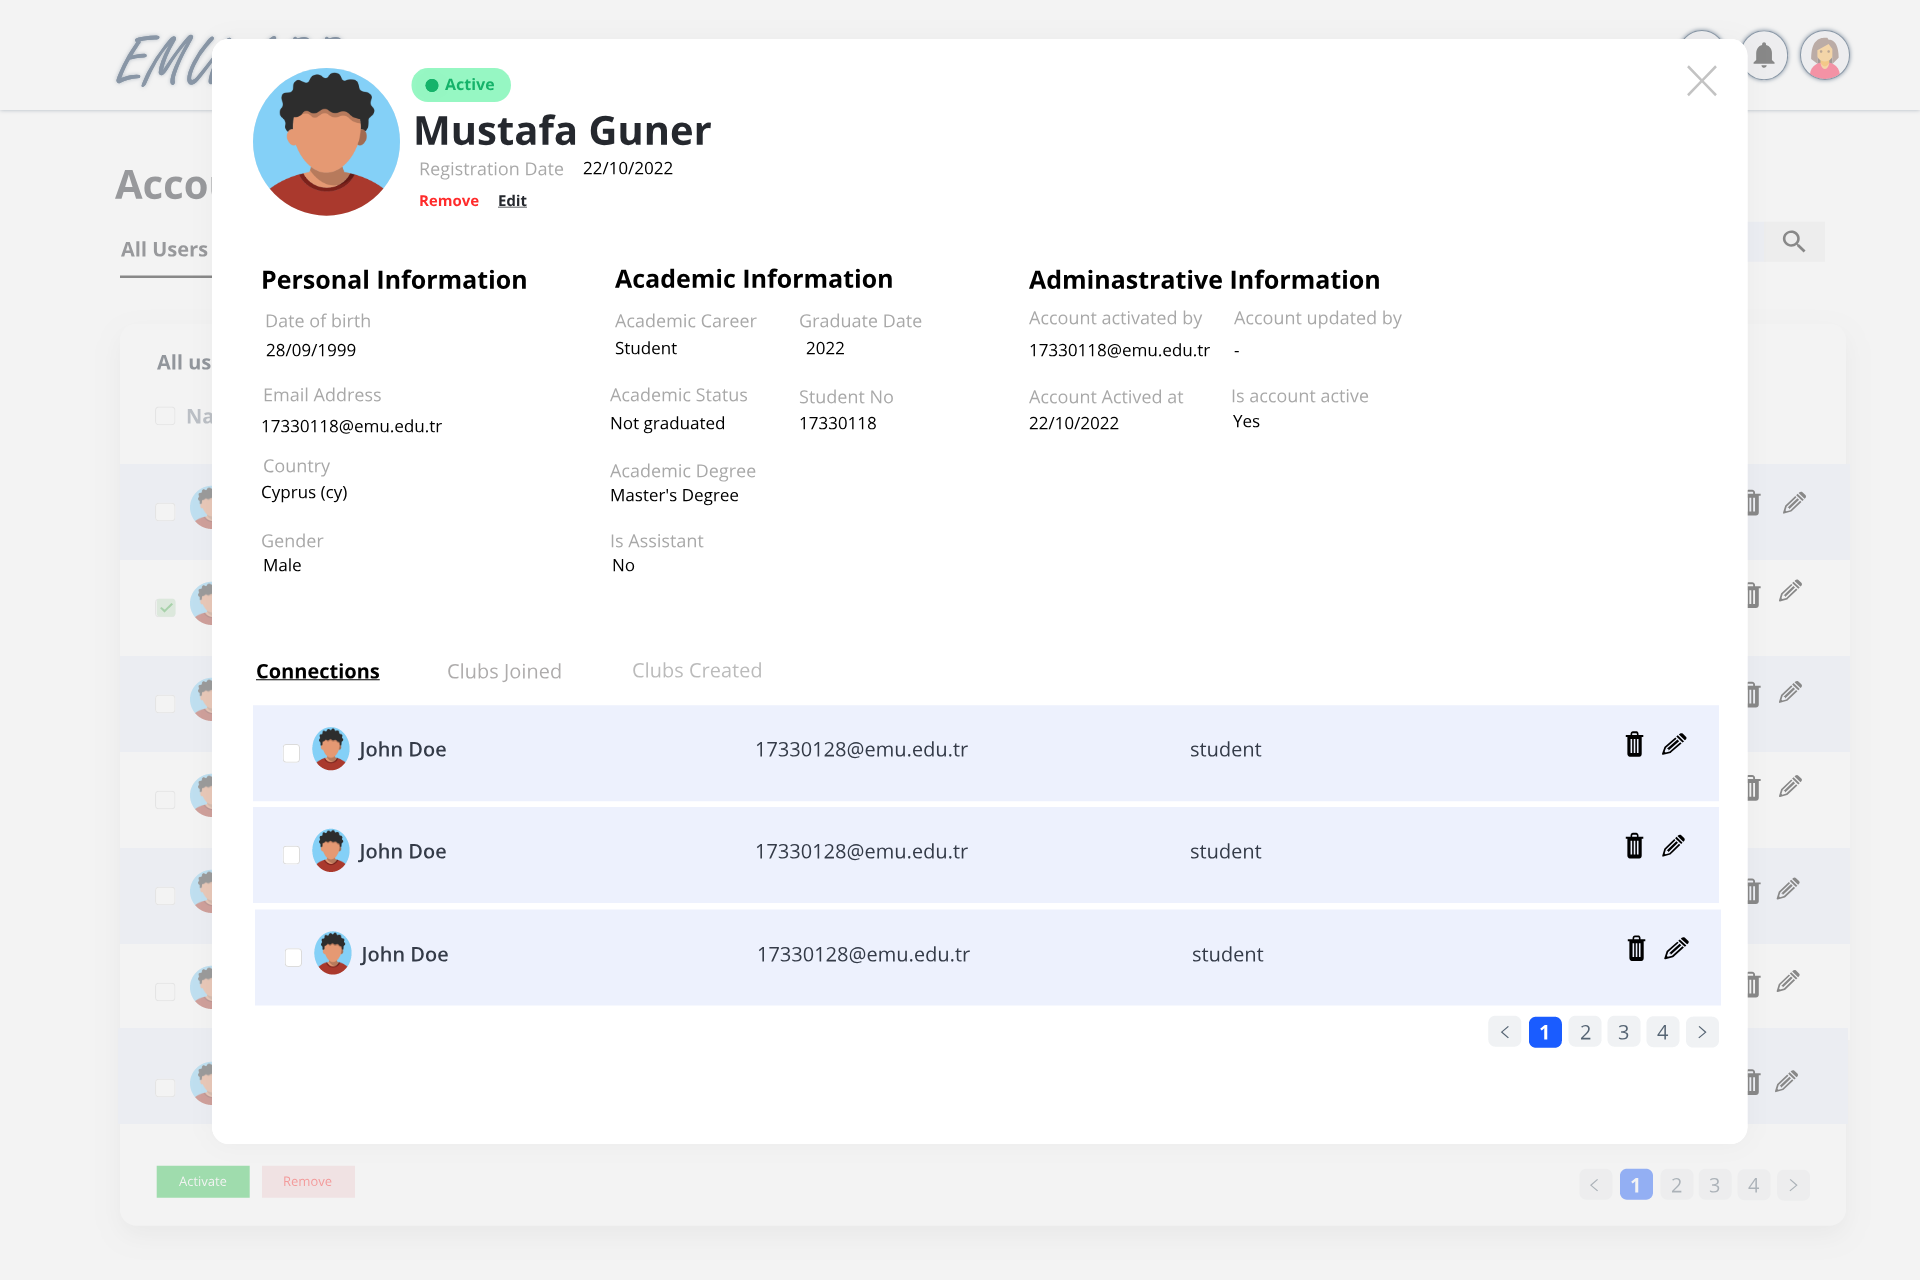 EMU
Active
Mustafa Guner
Registration Date 22/10/2022
Remove Edit
All Users
Personal Information
Date of birth
28/09/1999
Email Address
17330118@emu.edu.tr
Country
Cyprus (cy)
Gender
Male
Academic Information
Academic Career Graduate Date
Student 2022
Academic Status Student No
Not graduated 17330118
Academic Degree
Master's Degree
Is Assistant
No
Adminastrative Information
Account activated by Account updated by
17330118@emu.edu.tr -
Account Actived at Is account active
22/10/2022 Yes
All us
Na
Connections Clubs Joined Clubs Created
John Doe 17330128@emu.edu.tr student
John Doe 17330128@emu.edu.tr student
John Doe 17330128@emu.edu.tr student
< 1 2 3 4 >
Activate Remove
< 1 2 3 4 >